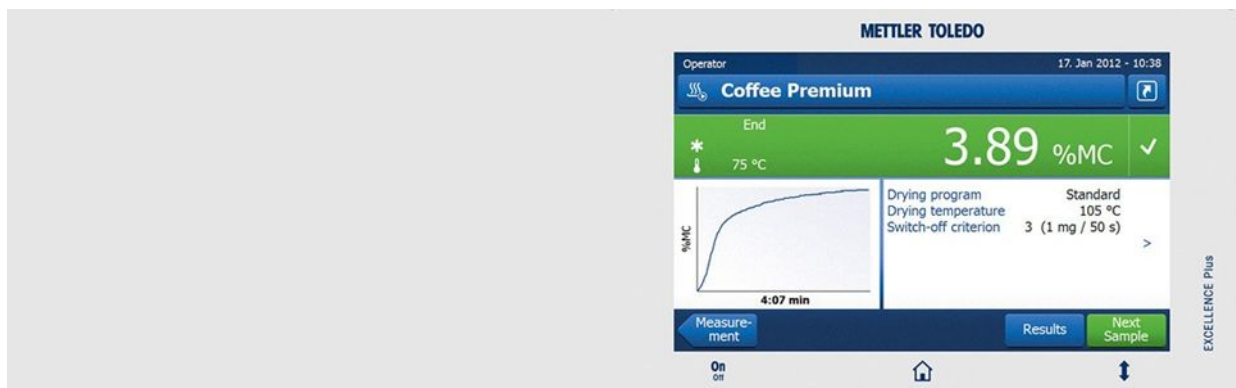 METTLER TOLEDO
Operator 17. Jan 2012 - 10:38
Coffee Premium
End
3.89 %MC
75 °C
Drying program Standard
Drying temperature 105 °C
Switch-off criterion 3 (1 mg / 50 s)
>
%MC
4:07 min
Measure-
ment
Results
Next
Sample
On
Off
EXCELLENCE Plus